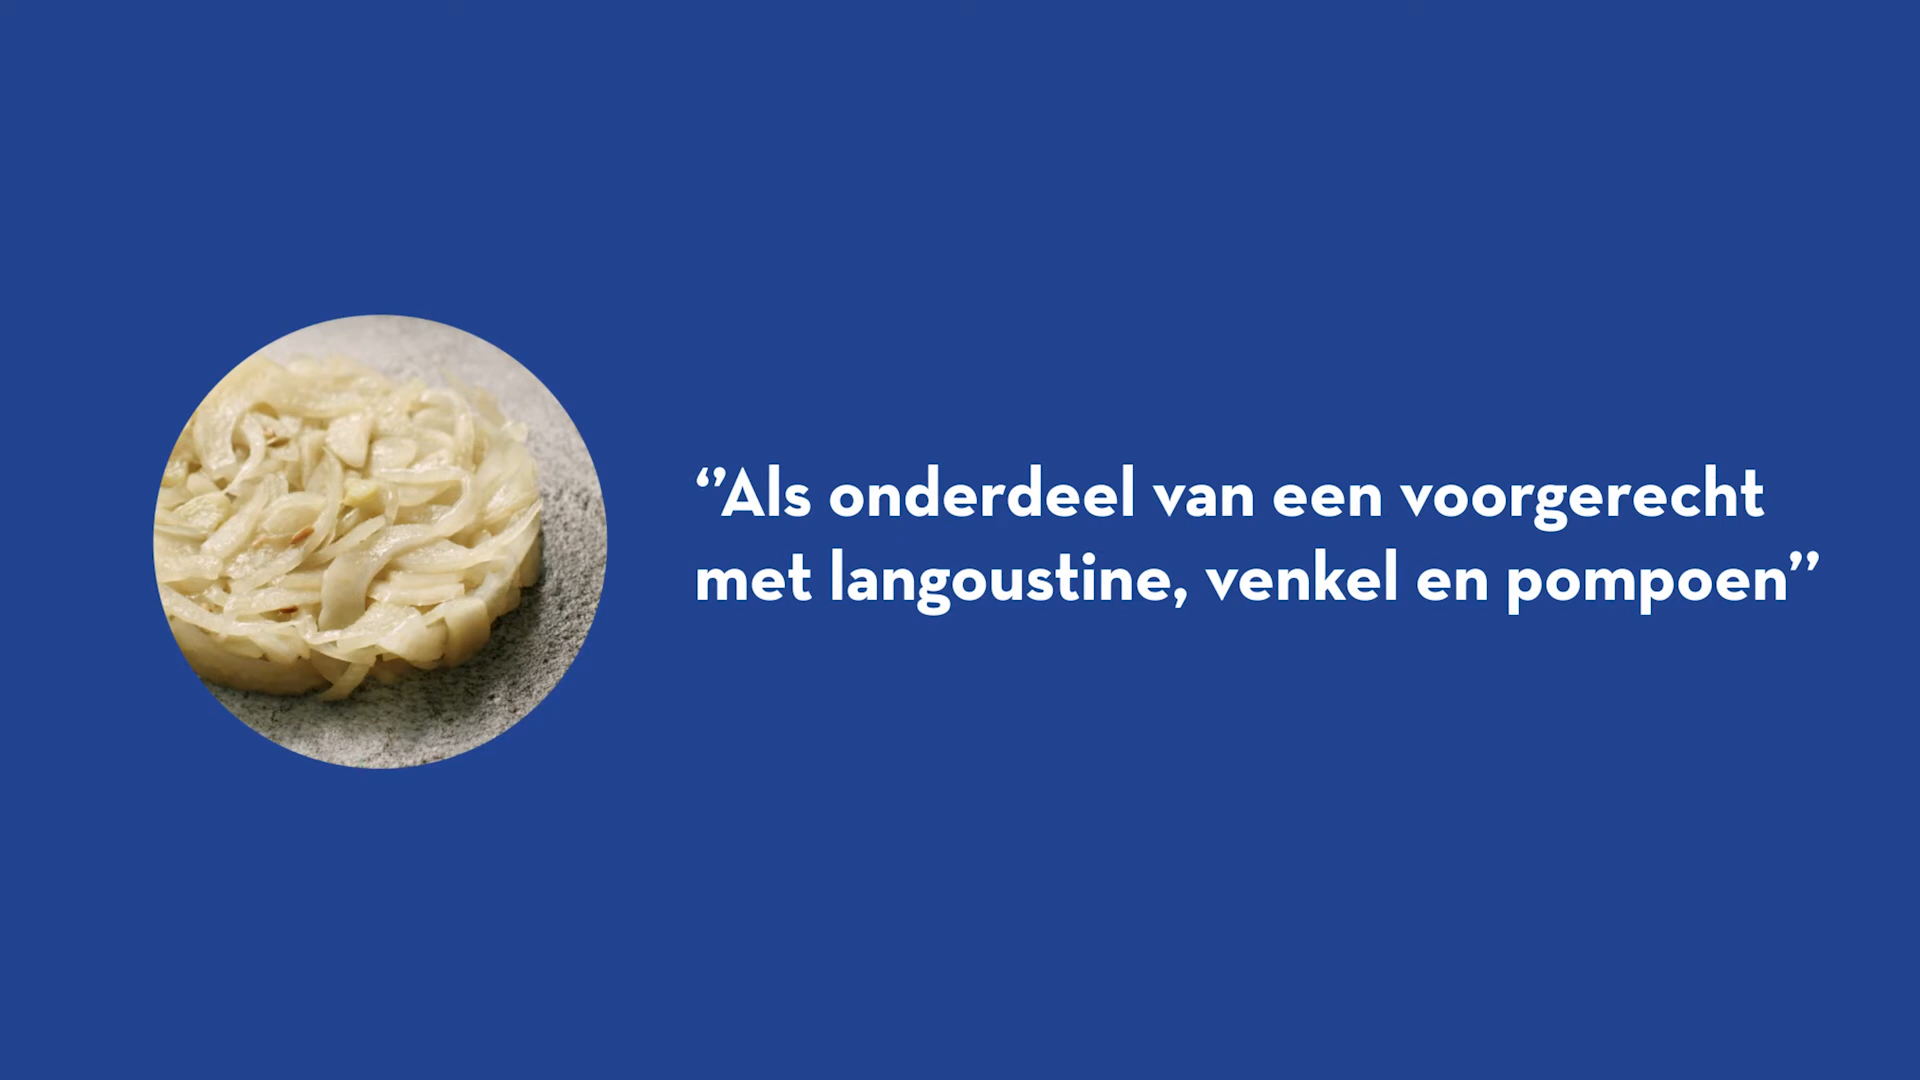 ‘’Als onderdeel van een voorgerecht
met langoustine, venkel en pompoen’’